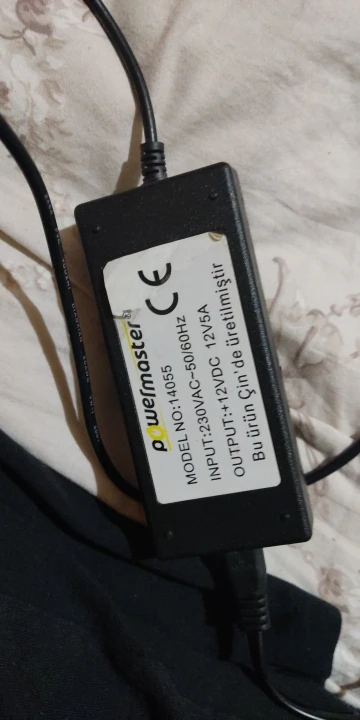 powermaster®
CE
MODEL NO:14055
INPUT:230VAC~50/60Hz
OUTPUT:+12VDC 12V5A
Bu ürün Çin'de üretilmiştir